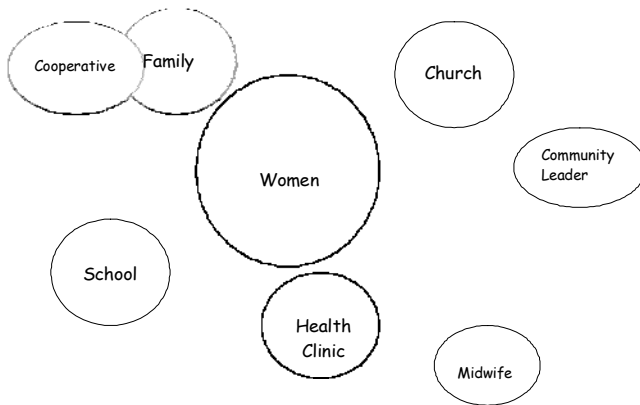 Cooperative
Family
Church
Community
Leader
Women
School
Health
Clinic
Midwife